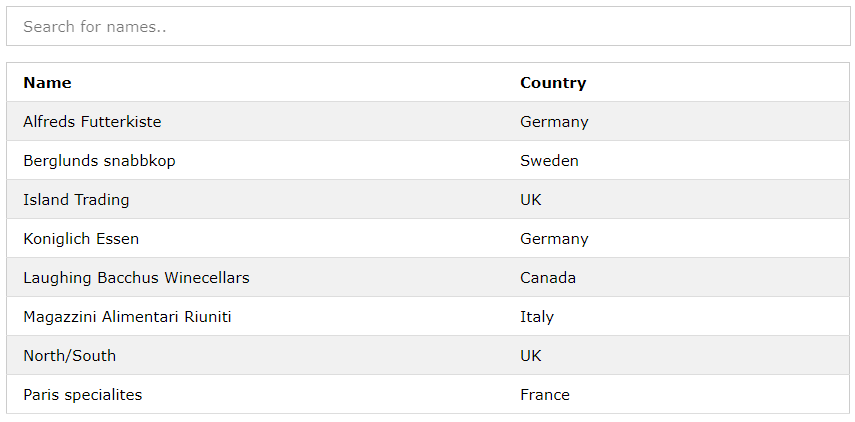 Search for names..
Name Country
Alfreds Futterkiste Germany
Berglunds snabbkop Sweden
Island Trading UK
Koniglich Essen Germany
Laughing Bacchus Winecellars Canada
Magazzini Alimentari Riuniti Italy
North/South UK
Paris specialites France